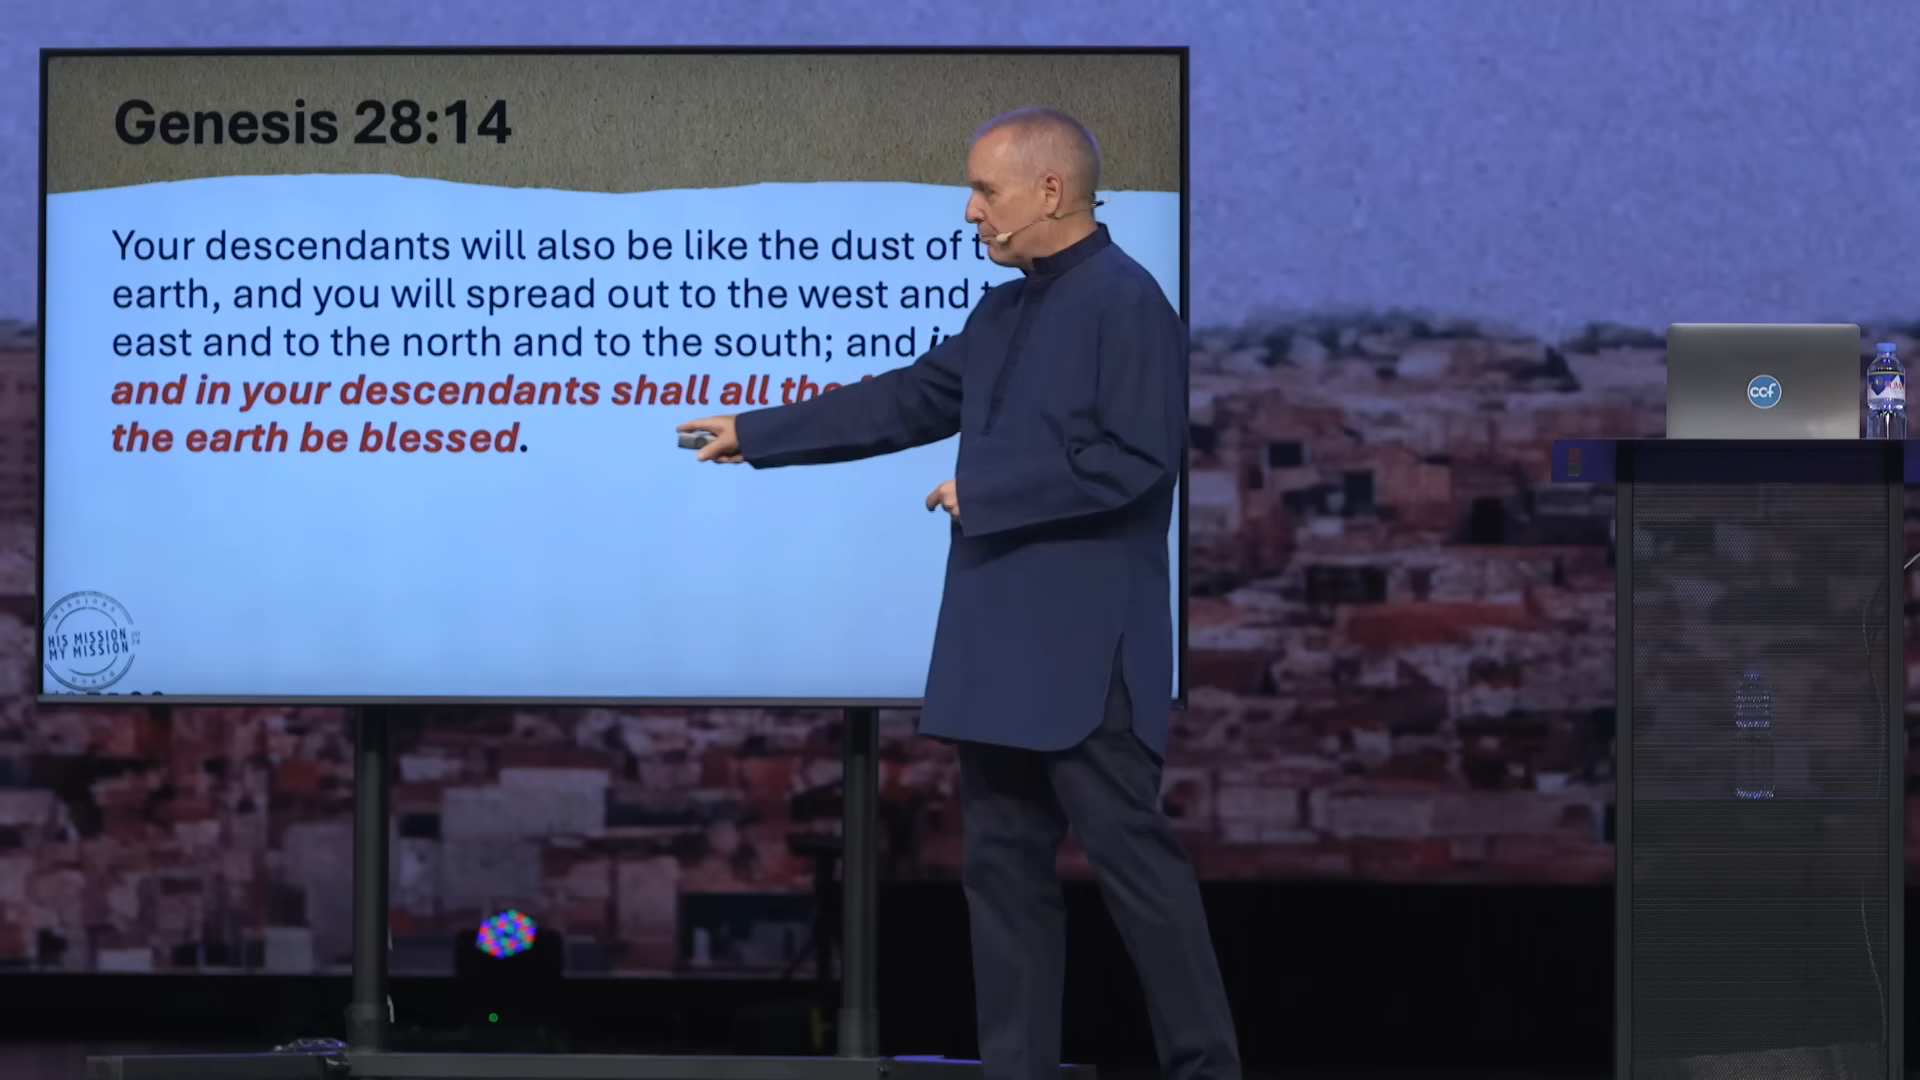 Genesis 28:14
Your descendants will also be like the dust of
earth, and you will spread out to the west and
east and to the north and to the south; and
and in your descendants shall all the
the earth be blessed.
HIS MISSION
MY MISSION
ccf